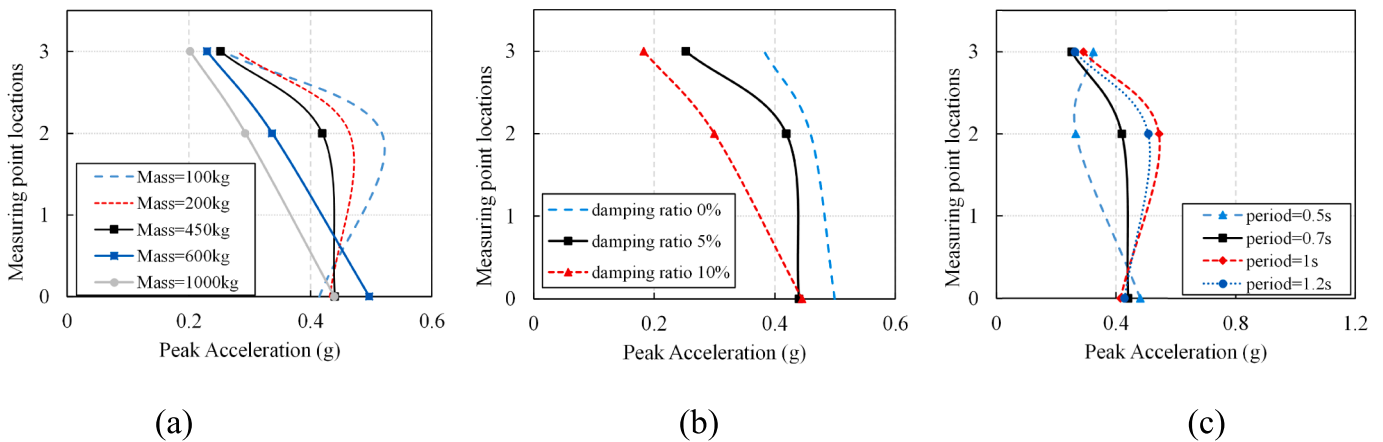 Measuring point locations
3
2
1
0
Mass=100kg
Mass=200kg
Mass=450kg
Mass=600kg
Mass=1000kg
0 0.2 0.4 0.6
Peak Acceleration (g)
(a)
Measuring point locations
3
2
1
0
damping ratio 0%
damping ratio 5%
damping ratio 10%
0 0.2 0.4 0.6
Peak Acceleration (g)
(b)
Measuring point locations
3
2
1
0
period=0.5s
period=0.7s
period=1s
period=1.2s
0 0.4 0.8 1.2
Peak Acceleration (g)
(c)